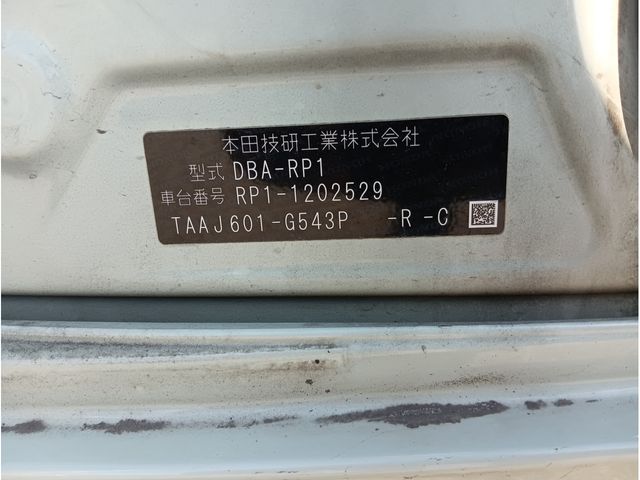 本田技研工業株式会社
型式 DBA-RP1
車台番号 RP1-1202529
TAAJ601-G543P -R -C